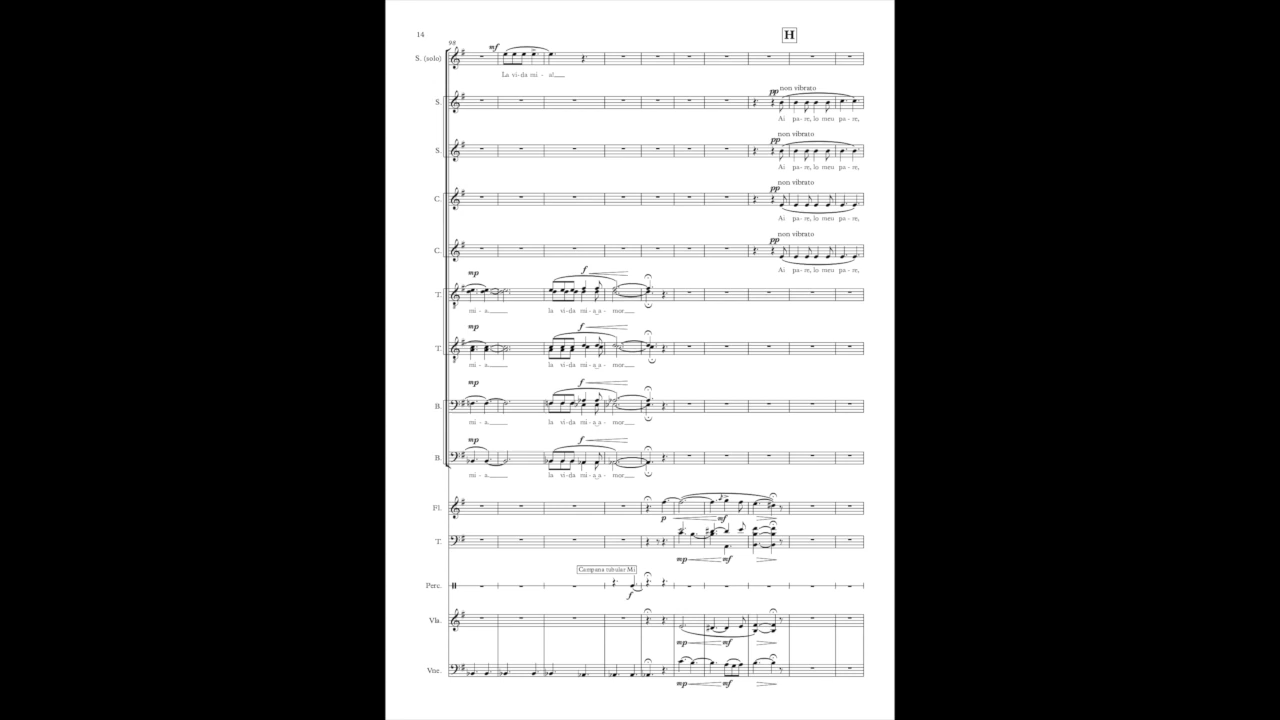 14
H
98
mf
S. (solo)
La vi - da mi - a!
pp non vibrato
S.
Ai pa - re, lo meu pa - re,
non vibrato
pp
S.
Ai pa - re, lo meu pa - re,
non vibrato
pp
C.
Ai pa - re, lo meu pa - re,
non vibrato
pp
C.
Ai pa - re, lo meu pa - re,
mp f
T.
mi - a. la vi - da mi - a_a - mor.
mp f
T.
mi - a. la vi - da mi - a_a - mor.
mp f
B.
mi - a. la vi - da mi - a_a - mor.
mp f
B.
mi - a. la vi - da mi - a_a - mor.
Fl.
p mf
T.
mp mf
Campana tubular Mi
Perc.
f
Vla.
mp mf
Vne.
mp mf